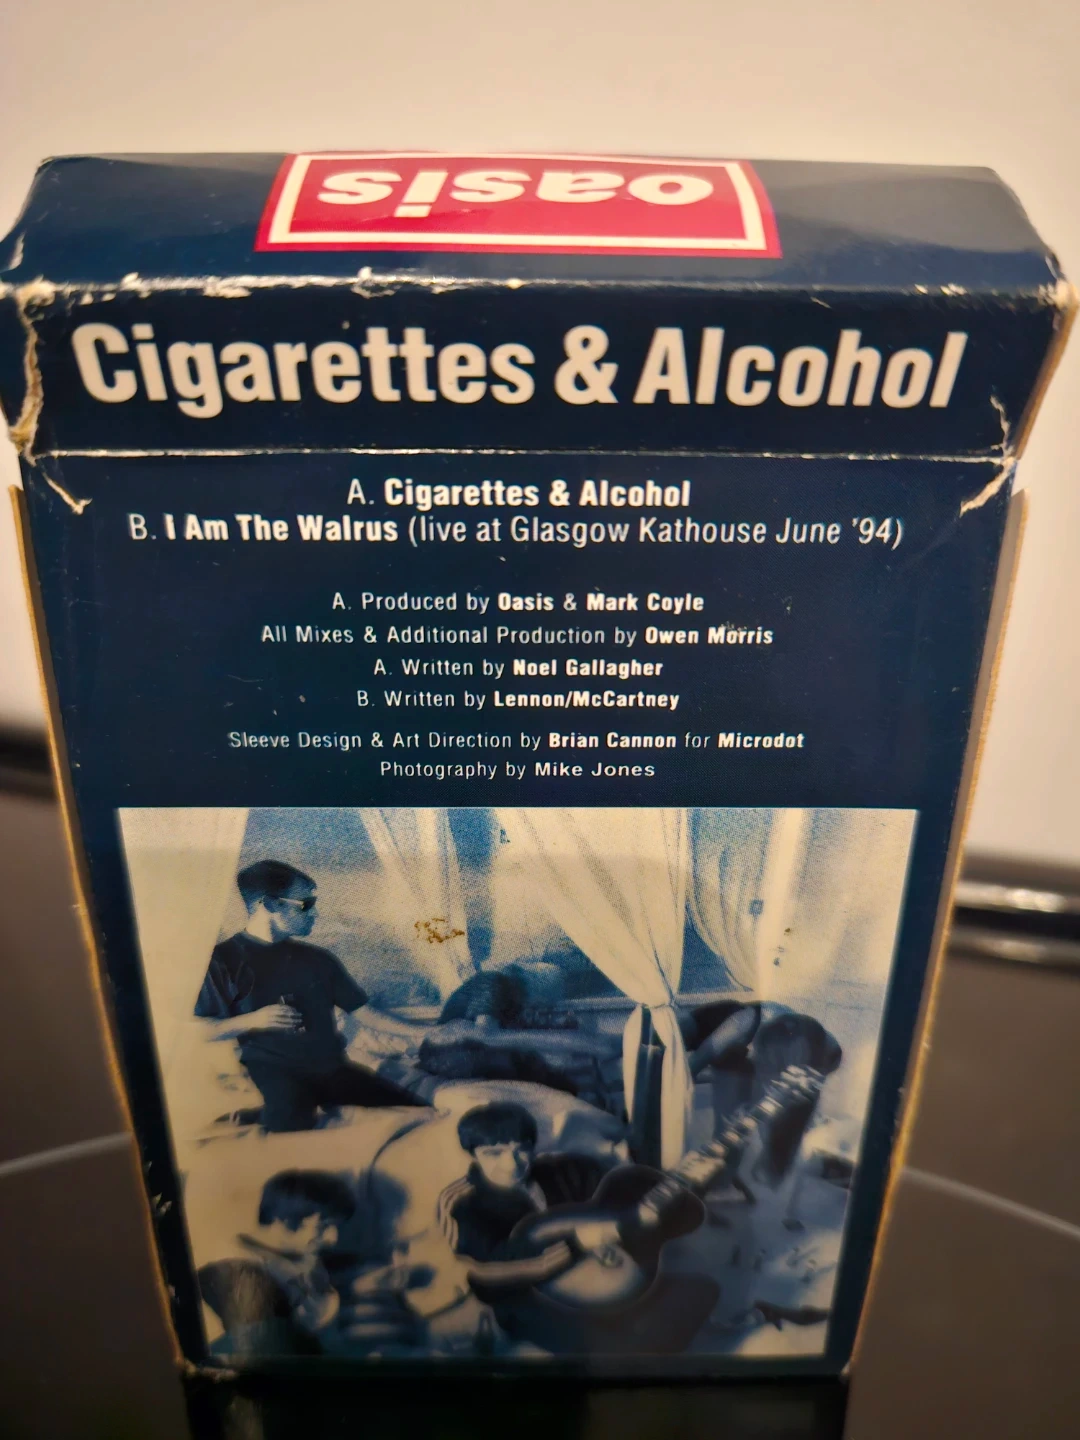 oasis
Cigarettes & Alcohol
A. Cigarettes & Alcohol
B. I Am The Walrus (live at Glasgow Kathouse June '94)
A. Produced by Oasis & Mark Coyle
All Mixes & Additional Production by Owen Morris
A. Written by Noel Gallagher
B. Written by Lennon/McCartney
Sleeve Design & Art Direction by Brian Cannon for Microdot
Photography by Mike Jones